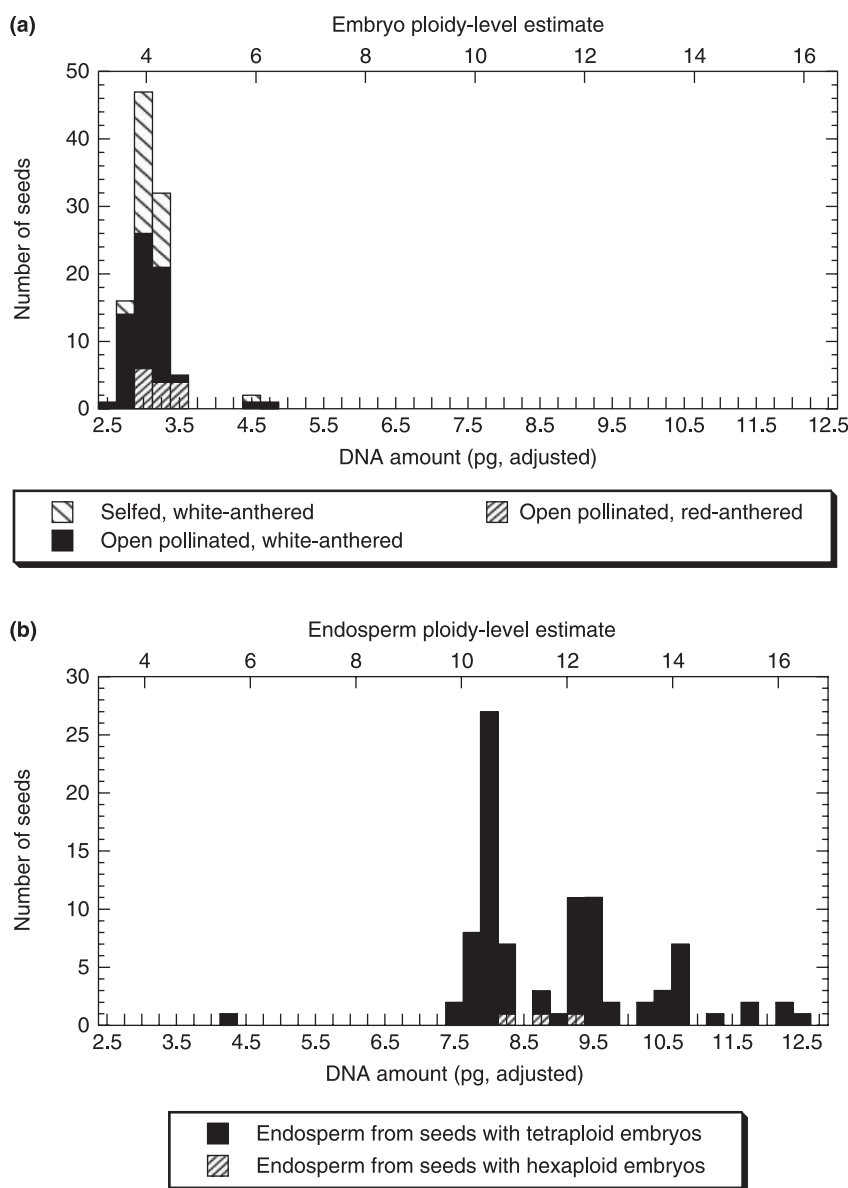 (a)
Embryo ploidy-level estimate
4 6 8 10 12 14 16
50
40
30
20
10
0
Number of seeds
2.5 3.5 4.5 5.5 6.5 7.5 8.5 9.5 10.5 11.5 12.5
DNA amount (pg, adjusted)
Selfed, white-anthered
Open pollinated, red-anthered
Open pollinated, white-anthered
(b)
Endosperm ploidy-level estimate
4 6 8 10 12 14 16
30
25
20
15
10
5
0
Number of seeds
2.5 3.5 4.5 5.5 6.5 7.5 8.5 9.5 10.5 11.5 12.5
DNA amount (pg, adjusted)
Endosperm from seeds with tetraploid embryos
Endosperm from seeds with hexaploid embryos